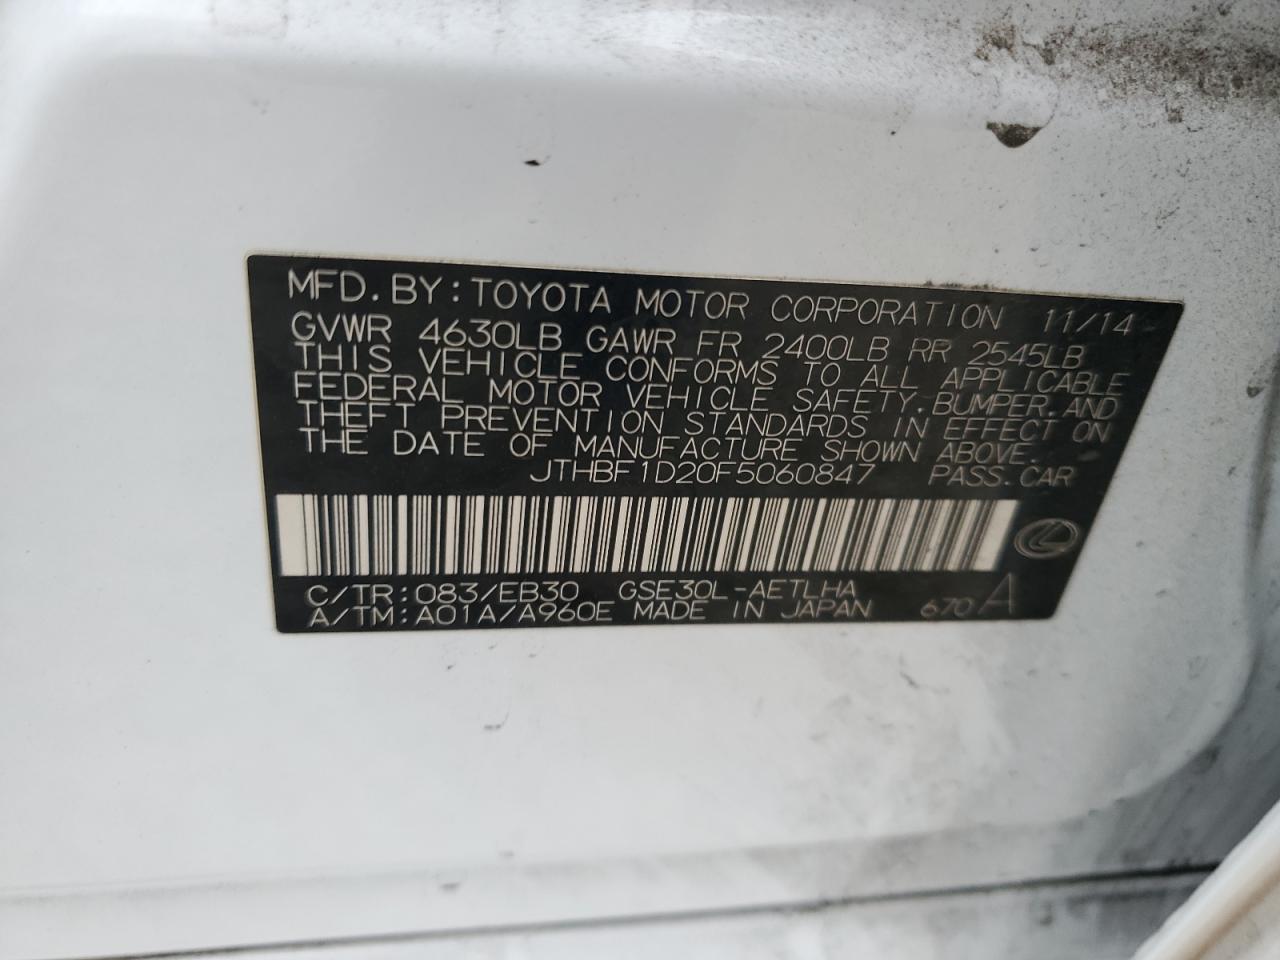 MFD. BY: TOYOTA MOTOR CORPORATION 11/14
GVWR 4630LB GAWR FR 2400LB RR 2545LB
THIS VEHICLE CONFORMS TO ALL APPLICABLE
FEDERAL MOTOR VEHICLE SAFETY, BUMPER, AND
THEFT PREVENTION STANDARDS IN EFFECT ON
THE DATE OF MANUFACTURE SHOWN ABOVE.
JTHBF1D20F5060847 PASS. CAR
C/TR: 083/EB30 GSE30L-AETLHA
A/TM: A01A/A960E MADE IN JAPAN 670 A